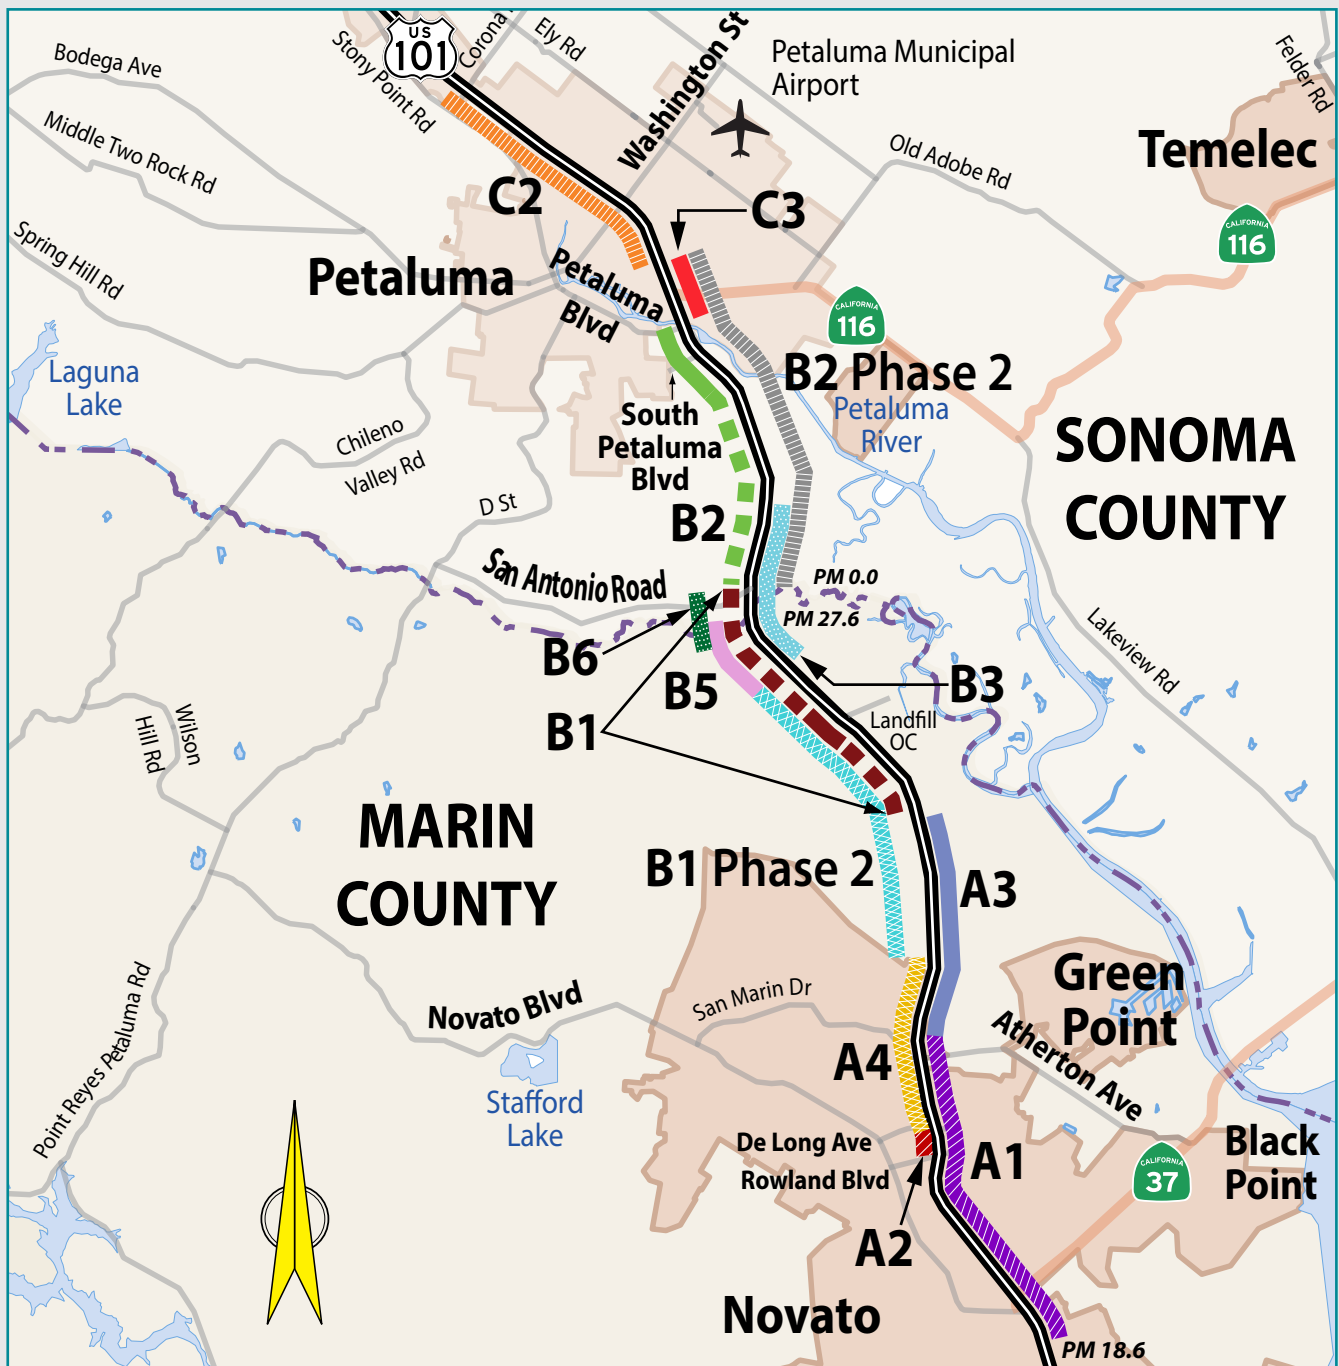 US
101
Corona
Ely Rd
Washington St
Petaluma Municipal
Airport
Felder Rd
Bodega Ave
Stony Point Rd
Middle Two Rock Rd
Old Adobe Rd
Temelec
C2
C3
CALIFORNIA
116
Spring Hill Rd
Petaluma
Petaluma
Blvd
CALIFORNIA
116
Laguna
Lake
B2 Phase 2
Petaluma
River
South
Petaluma
Blvd
SONOMA
COUNTY
Chileno
Valley Rd
D St
B2
San Antonio Road
PM 0.0
PM 27.6
Lakeview Rd
B6
B5
B3
B1
Landfill
OC
Wilson
Hill Rd
MARIN
COUNTY
B1 Phase 2
A3
Green
Point
San Marin Dr
Novato Blvd
Atherton Ave
Point Reyes Petaluma Rd
A4
Stafford
Lake
De Long Ave
Rowland Blvd
A1
CALIFORNIA
37
Black
Point
A2
Novato
PM 18.6